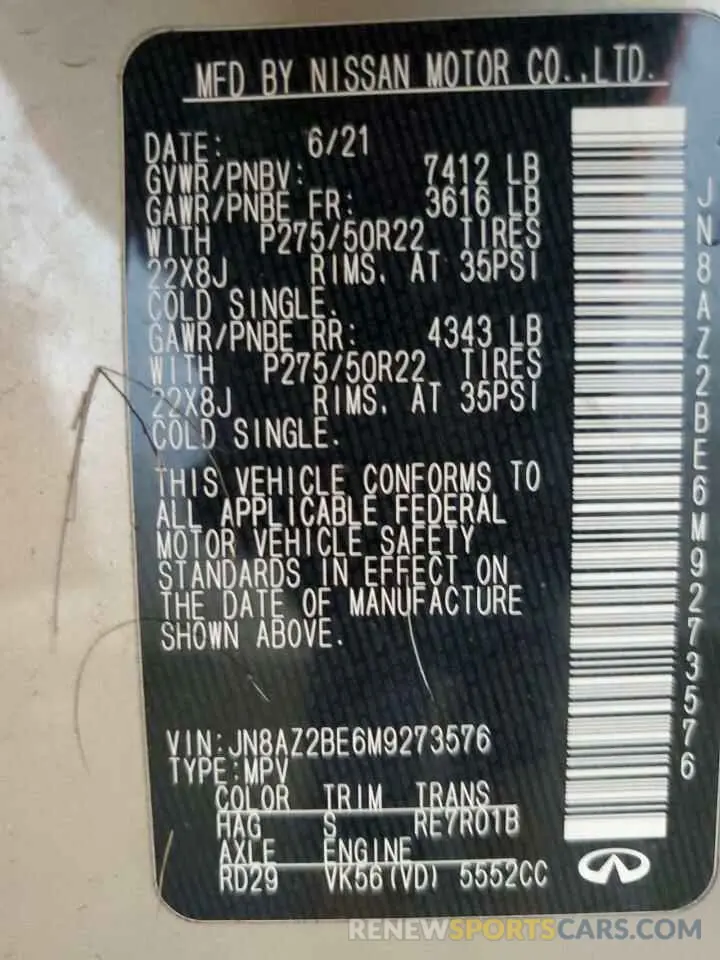 MFD BY NISSAN MOTOR CO.,LTD.
DATE: 6/21
GVWR/PNBV: 7412 LB
GAWR/PNBE FR: 3616 LB
WITH P275/50R22 TIRES
22X8J RIMS. AT 35PSI
COLD SINGLE.
GAWR/PNBE RR: 4343 LB
WITH P275/50R22 TIRES
22X8J RIMS. AT 35PSI
COLD SINGLE.
THIS VEHICLE CONFORMS TO
ALL APPLICABLE FEDERAL
MOTOR VEHICLE SAFETY
STANDARDS IN EFFECT ON
THE DATE OF MANUFACTURE
SHOWN ABOVE.
VIN:JN8AZ2BE6M9273576
TYPE:MPV
COLOR TRIM TRANS
HAG S RE7R01B
AXLE ENGINE
RD29 VK56(VD) 5552CC
JN8AZ2BE6M9273576
RENEWSPORTSCARS.COM